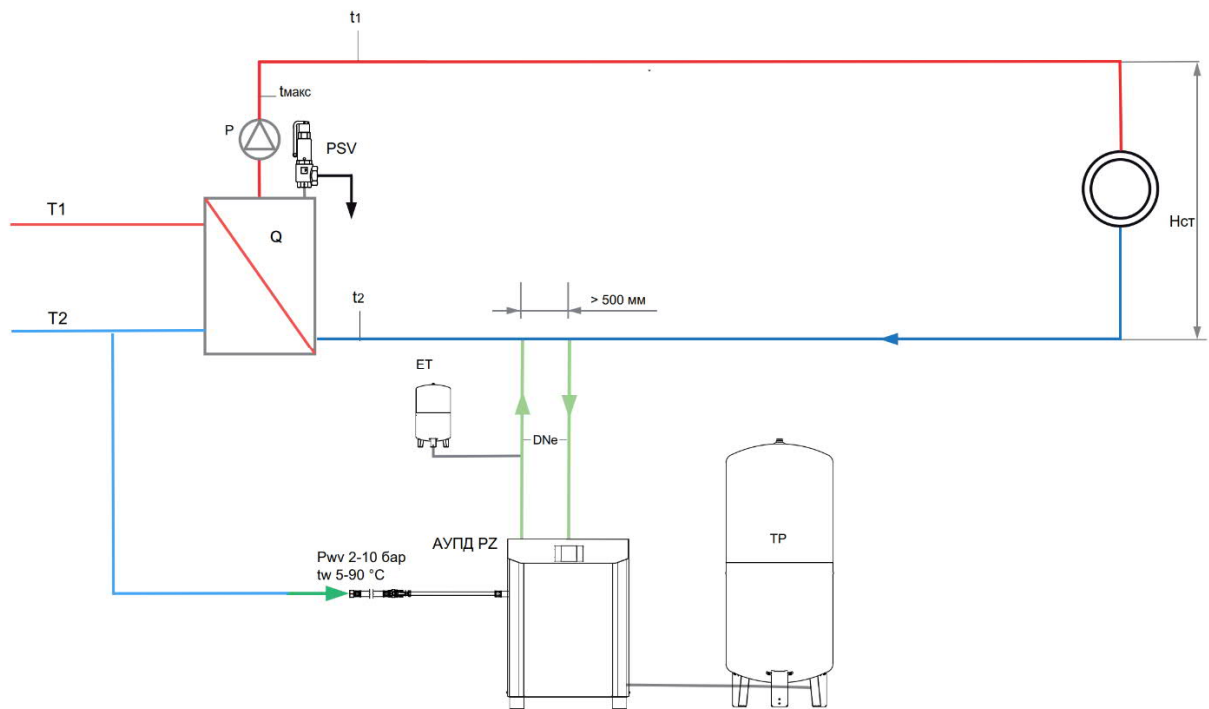 t1
tмакс
P
PSV
T1
Q
Hст
T2
t2
> 500 мм
ET
DNe
АУПД PZ
TP
Pwv 2-10 бар
tw 5-90 °C